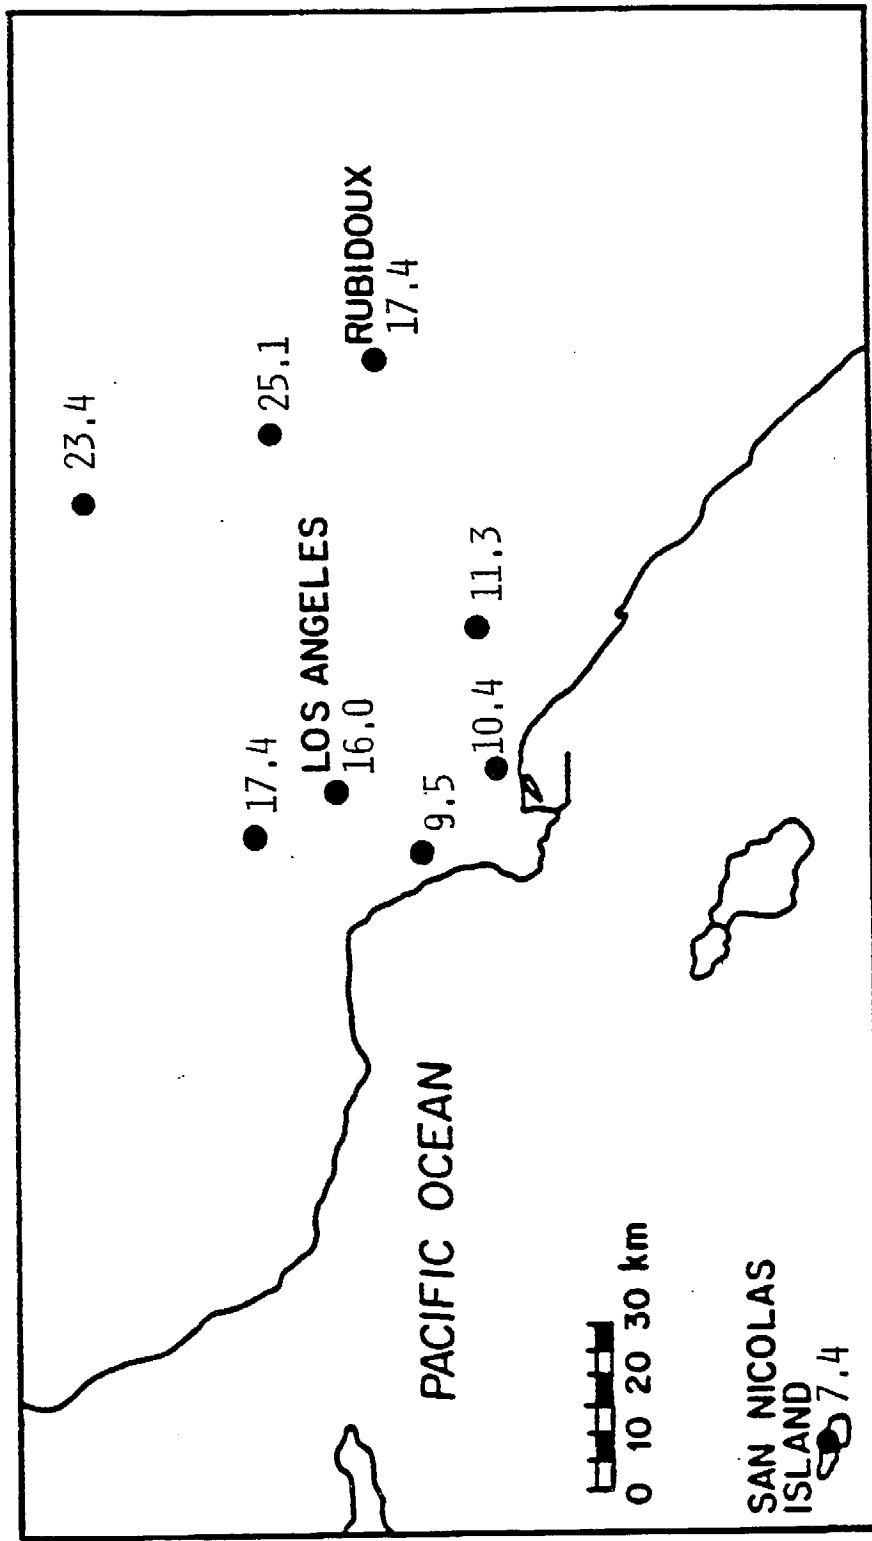 23.4
25.1
RUBIDOUX
17.4
17.4
LOS ANGELES
16.0
11.3
10.4
9.5
PACIFIC OCEAN
0 10 20 30 km
SAN NICOLAS
ISLAND
7.4